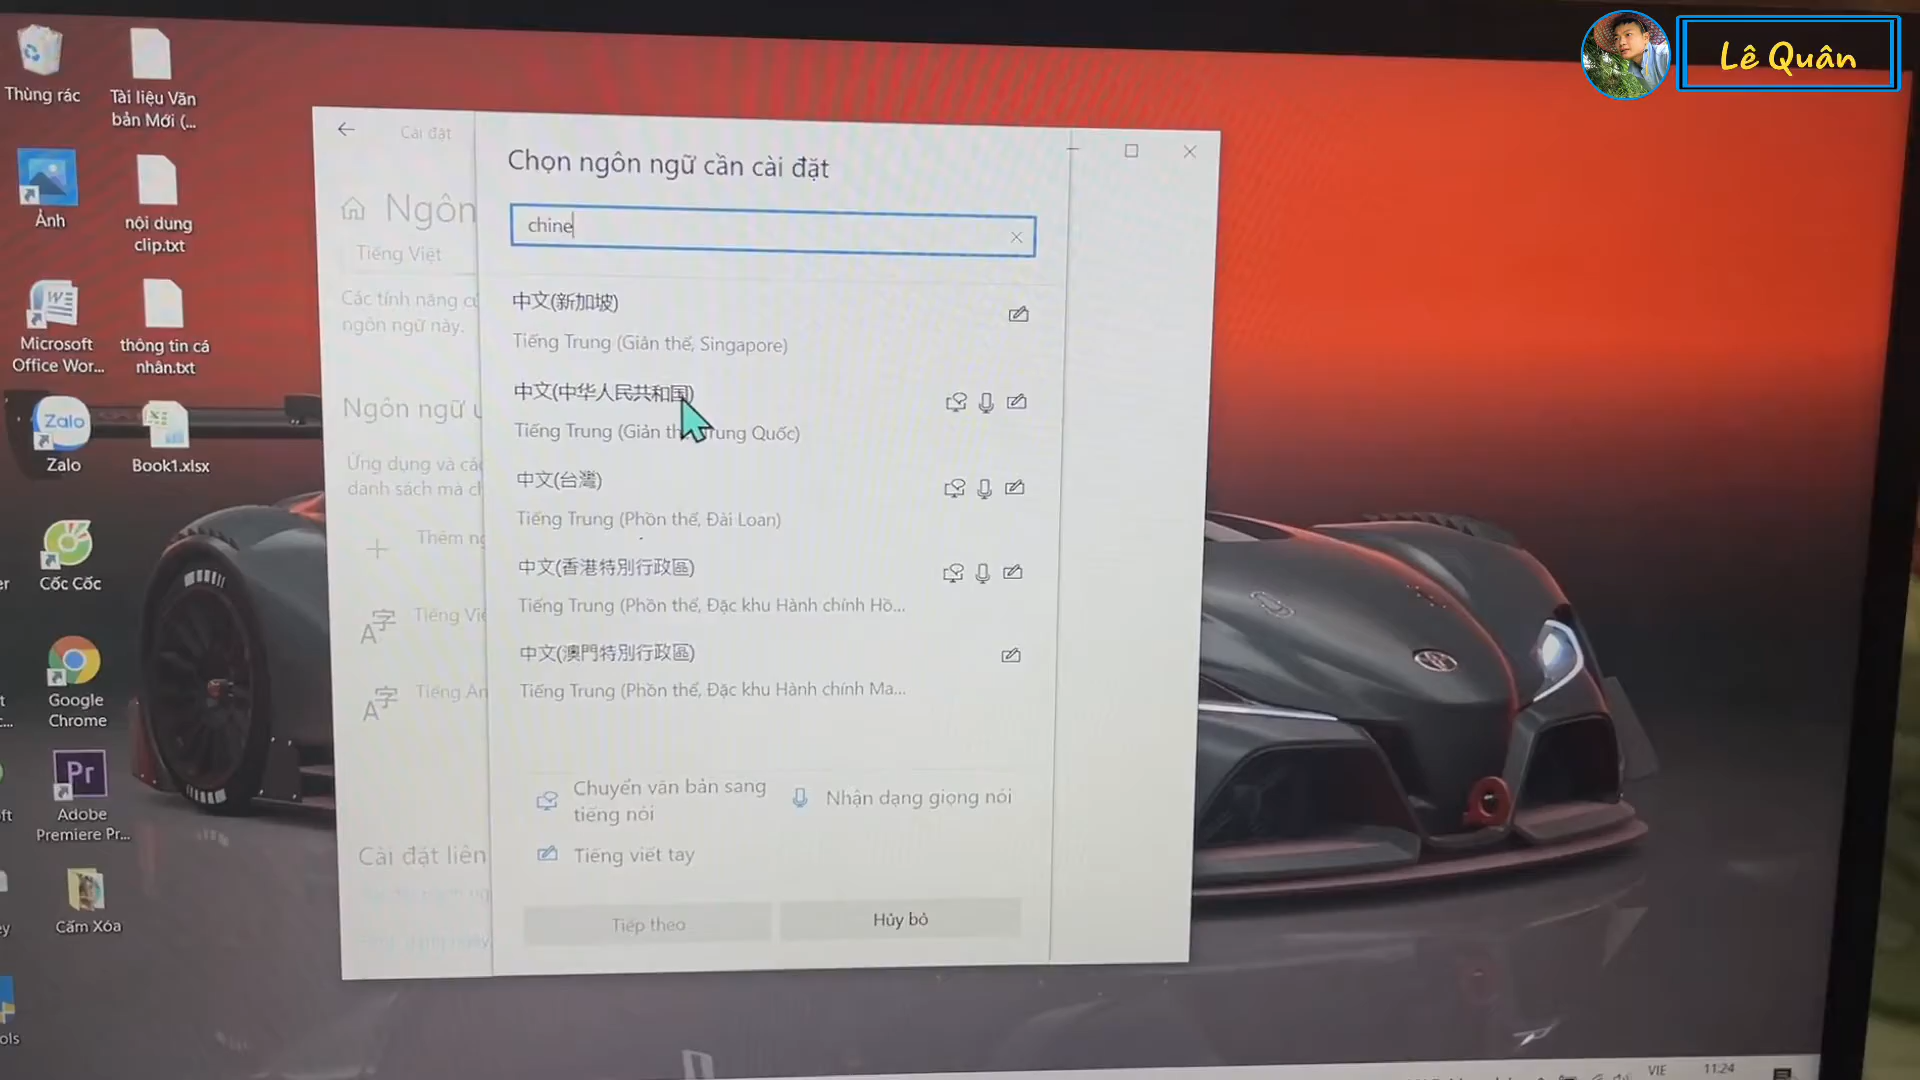 Lê Quân
Thùng rác
Tài liệu Văn
bản Mới (...
Ảnh
nội dung
clip.txt
Microsoft
Office Wor...
thông tin cá
nhân.txt
Zalo
Zalo
Book1.xlsx
Cốc Cốc
Google
Chrome
Pr
Adobe
Premiere Pr...
Cấm Xóa
Cài đặt
Ngôn
Tiếng Việt
Các tính năng
ngôn ngữ này.
Ngôn ngữ
Ứng dụng và
danh sách mà
Thêm
Tiếng
Tiếng
Cài đặt liên
Chọn ngôn ngữ cần cài đặt
chine
中文(新加坡)
Tiếng Trung (Giản thể, Singapore)
中文(中华人民共和国)
Tiếng Trung (Giản Trung Quốc)
中文(台灣)
Tiếng Trung (Phồn thể, Đài Loan)
中文(香港特別行政區)
Tiếng Trung (Phồn thể, Đặc khu Hành chính Hồ...
中文(澳門特別行政區)
Tiếng Trung (Phồn thể, Đặc khu Hành chính Ma...
Chuyển văn bản sang
tiếng nói
Nhận dạng giọng nói
Tiếng viết tay
Tiếp theo
Hủy bỏ
VIE
11:24